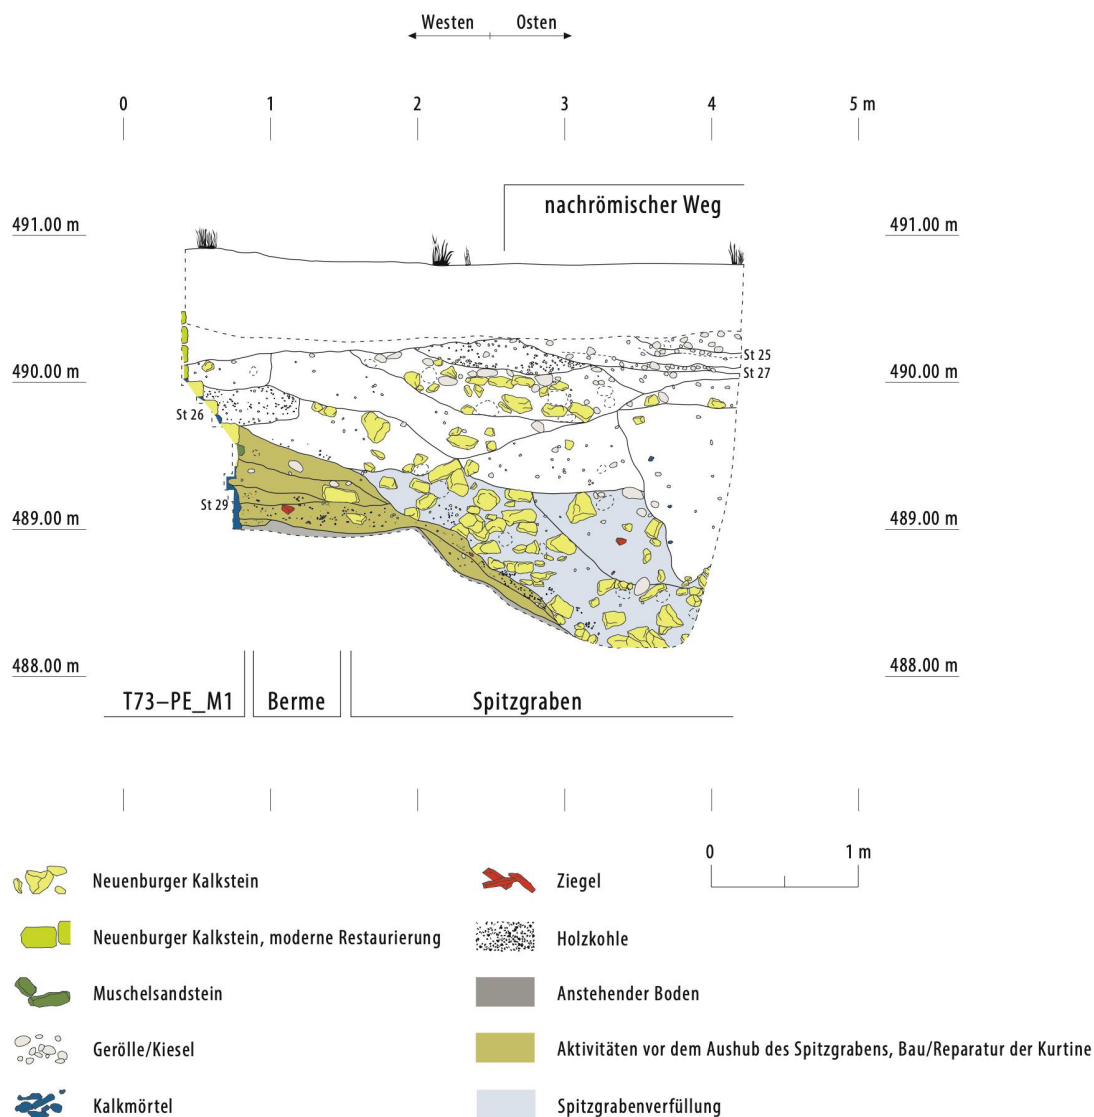 Westen Osten
0 1 2 3 4 5 m
nachrömischer Weg
491.00 m 491.00 m
St 25
St 27
490.00 m 490.00 m
St 26
St 29
489.00 m 489.00 m
488.00 m 488.00 m
T73–PE_M1 Berme Spitzgraben
0 1 m
Neuenburger Kalkstein
Neuenburger Kalkstein, moderne Restaurierung
Muschelsandstein
Gerölle/Kiesel
Kalkmörtel
Ziegel
Holzkohle
Anstehender Boden
Aktivitäten vor dem Aushub des Spitzgrabens, Bau/Reparatur der Kurtine
Spitzgrabenverfüllung